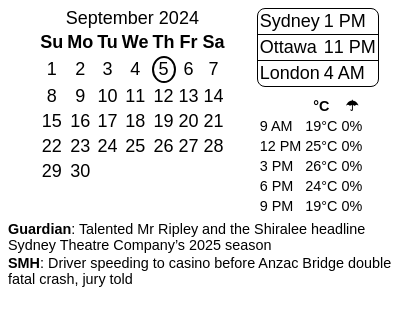 September 2024
Su Mo Tu We Th Fr Sa
1 2 3 4 5 6 7
8 9 10 11 12 13 14
15 16 17 18 19 20 21
22 23 24 25 26 27 28
29 30
Sydney 1 PM
Ottawa 11 PM
London 4 AM
°C ☂
9 AM 19°C 0%
12 PM 25°C 0%
3 PM 26°C 0%
6 PM 24°C 0%
9 PM 19°C 0%
Guardian: Talented Mr Ripley and the Shiralee headline
Sydney Theatre Company’s 2025 season
SMH: Driver speeding to casino before Anzac Bridge double
fatal crash, jury told